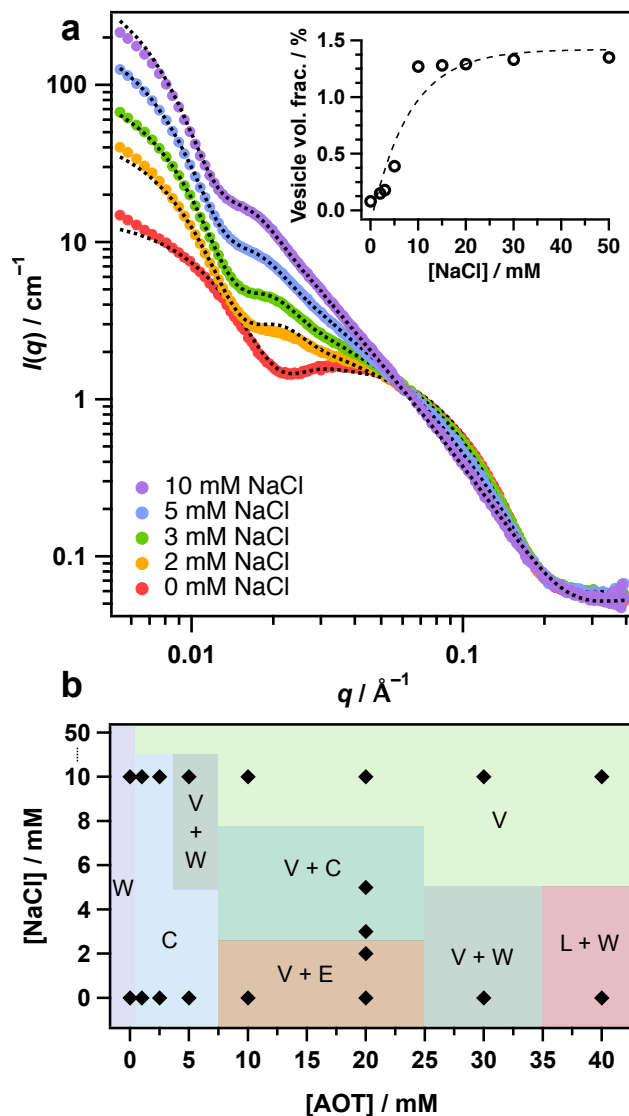 a
I(q) / cm⁻¹
100
10
1
0.1
Vesicle vol. frac. / %
1.5
1.0
0.5
0.0
0 10 20 30 40 50
[NaCl] / mM
10 mM NaCl
5 mM NaCl
3 mM NaCl
2 mM NaCl
0 mM NaCl
0.01 0.1
q / Å⁻¹
b
[NaCl] / mM
50
10
8
6
4
2
0
V
+
W
V
W
V + C
C
V + E
V + W
L + W
0 5 10 15 20 25 30 35 40
[AOT] / mM